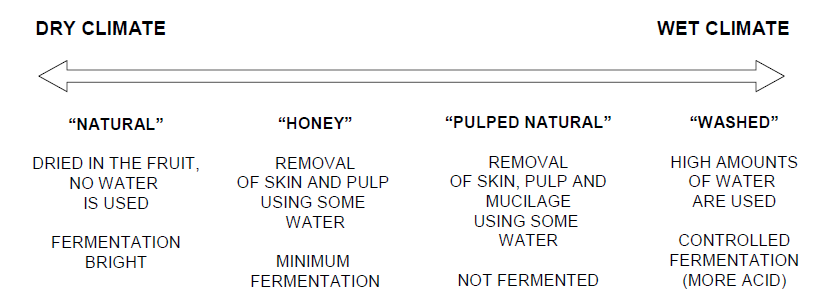 DRY CLIMATE
WET CLIMATE
“NATURAL”
DRIED IN THE FRUIT,
NO WATER
IS USED
FERMENTATION
BRIGHT
“HONEY”
REMOVAL
OF SKIN AND PULP
USING SOME
WATER
MINIMUM
FERMENTATION
“PULPED NATURAL”
REMOVAL
OF SKIN, PULP AND
MUCILAGE
USING SOME
WATER
NOT FERMENTED
“WASHED”
HIGH AMOUNTS
OF WATER
ARE USED
CONTROLLED
FERMENTATION
(MORE ACID)